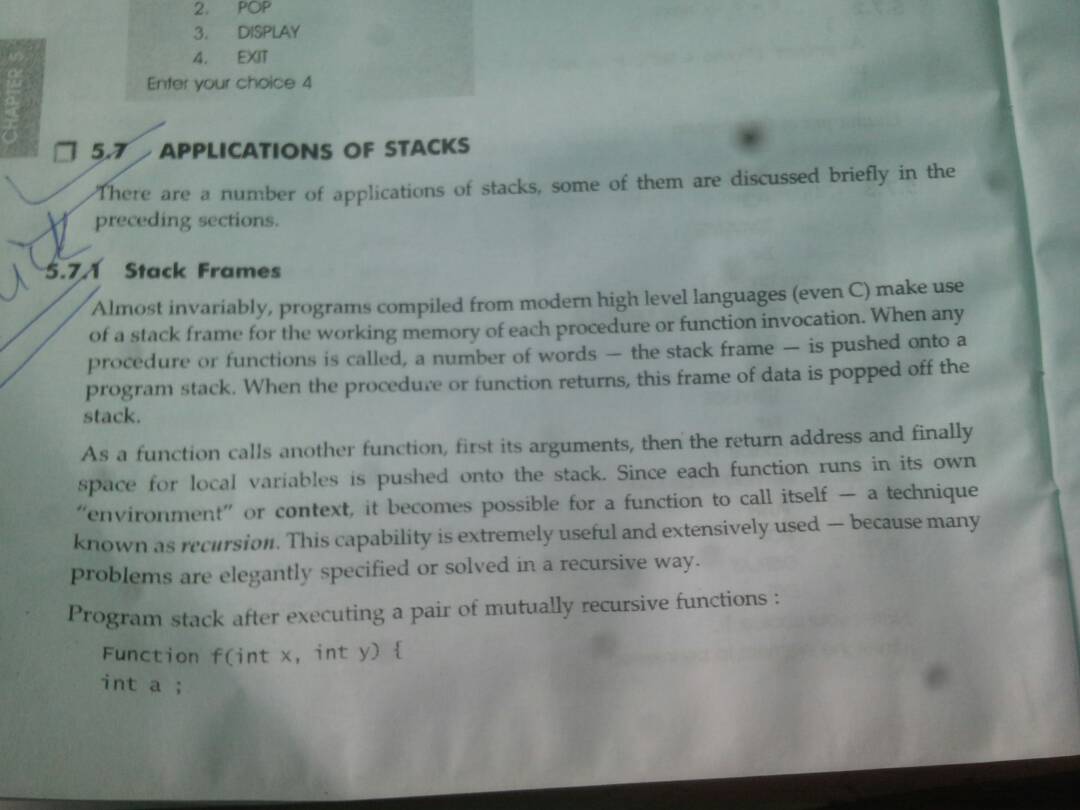 2. POP
3. DISPLAY
4. EXIT
Enter your choice 4
CHAPTER 5
5.7 APPLICATIONS OF STACKS
There are a number of applications of stacks, some of them are discussed briefly in the
preceding sections.
5.7.1 Stack Frames
Almost invariably, programs compiled from modern high level languages (even C) make use
of a stack frame for the working memory of each procedure or function invocation. When any
procedure or functions is called, a number of words — the stack frame — is pushed onto a
program stack. When the procedure or function returns, this frame of data is popped off the
stack.
As a function calls another function, first its arguments, then the return address and finally
space for local variables is pushed onto the stack. Since each function runs in its own
"environment" or context, it becomes possible for a function to call itself — a technique
known as recursion. This capability is extremely useful and extensively used — because many
problems are elegantly specified or solved in a recursive way.
Program stack after executing a pair of mutually recursive functions :
Function f(int x, int y) {
int a ;